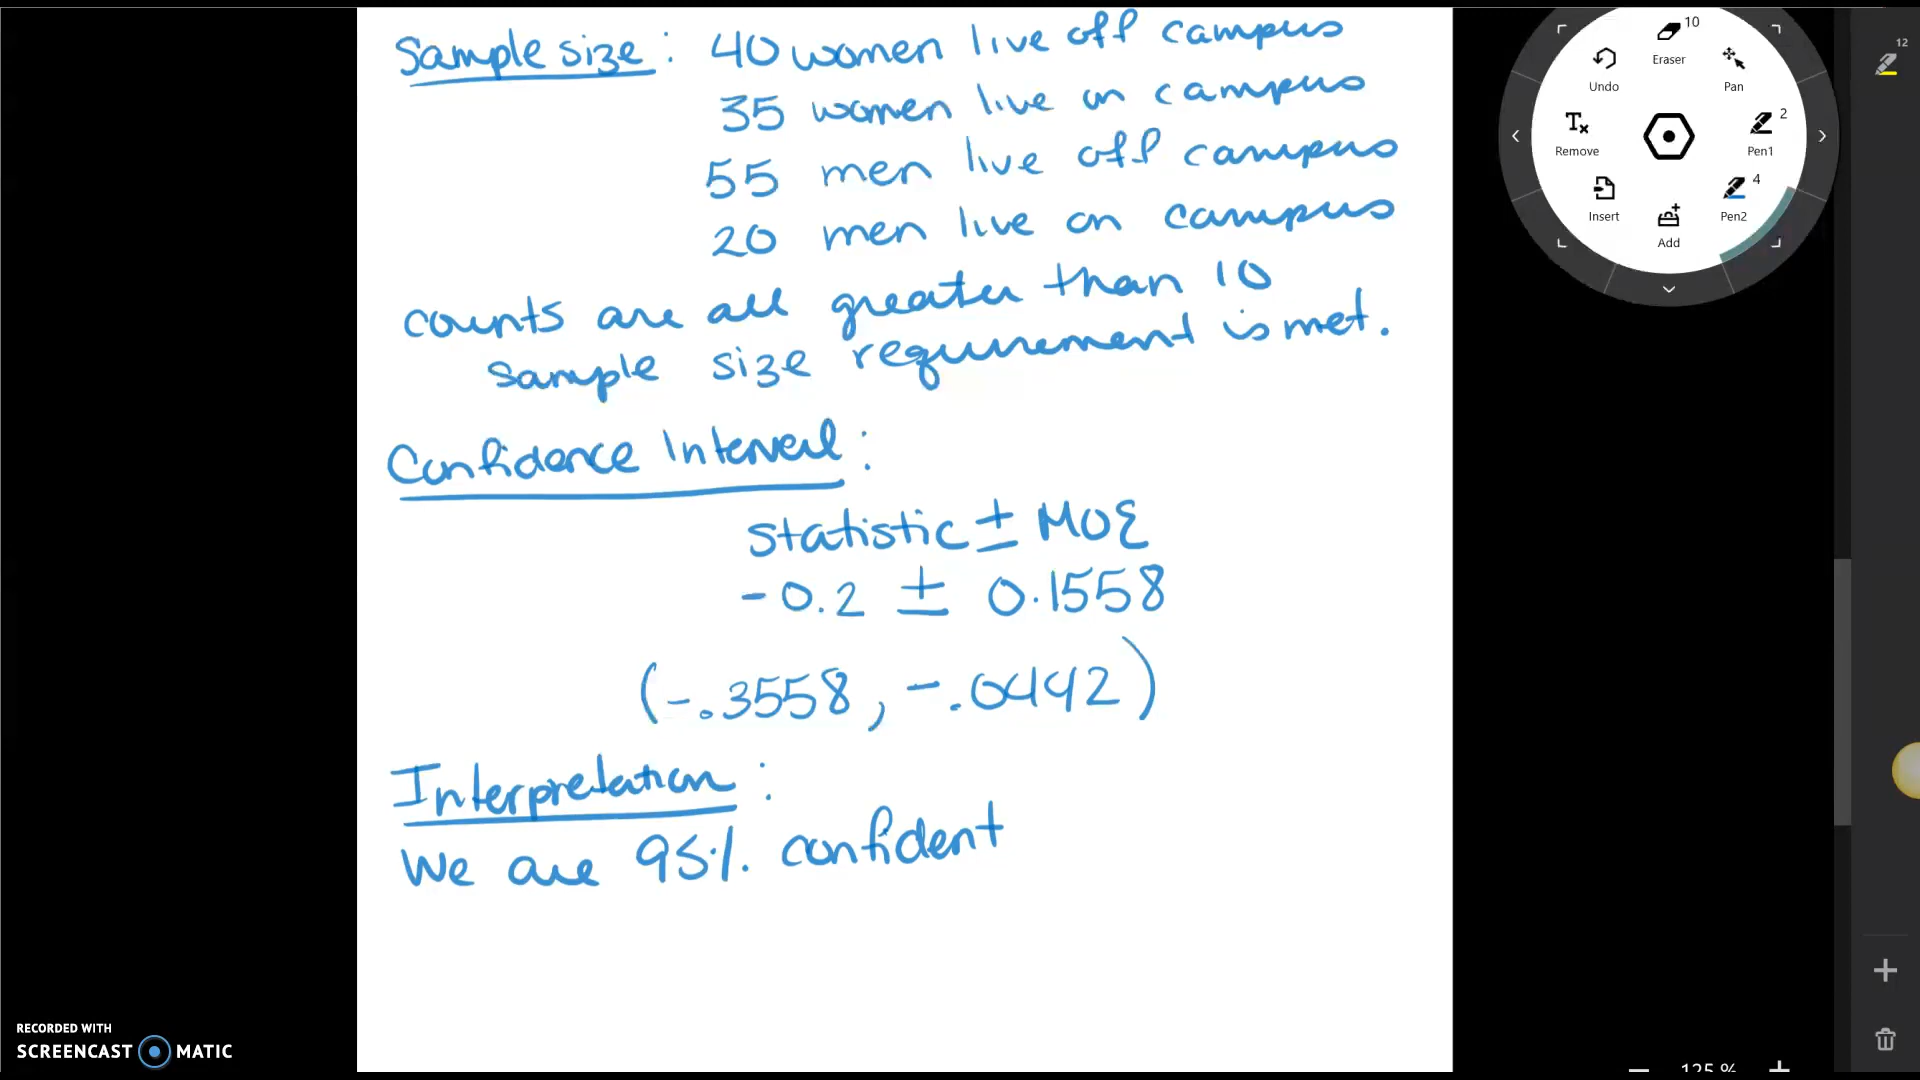 Sample size: 40 women live off campus
35 women live on campus
55 men live off campus
20 men live on campus
counts are all greater than 10
sample size requirement is met.
Confidence Interval:
statistic ± MOE
-0.2 ± 0.1558
(-.3558, -.0442)
Interpretation:
We are 95% confident
10
Eraser
Undo
Pan
2
Remove
Pen1
4
Insert
Pen2
Add
12
RECORDED WITH
SCREENCAST MATIC
125 %